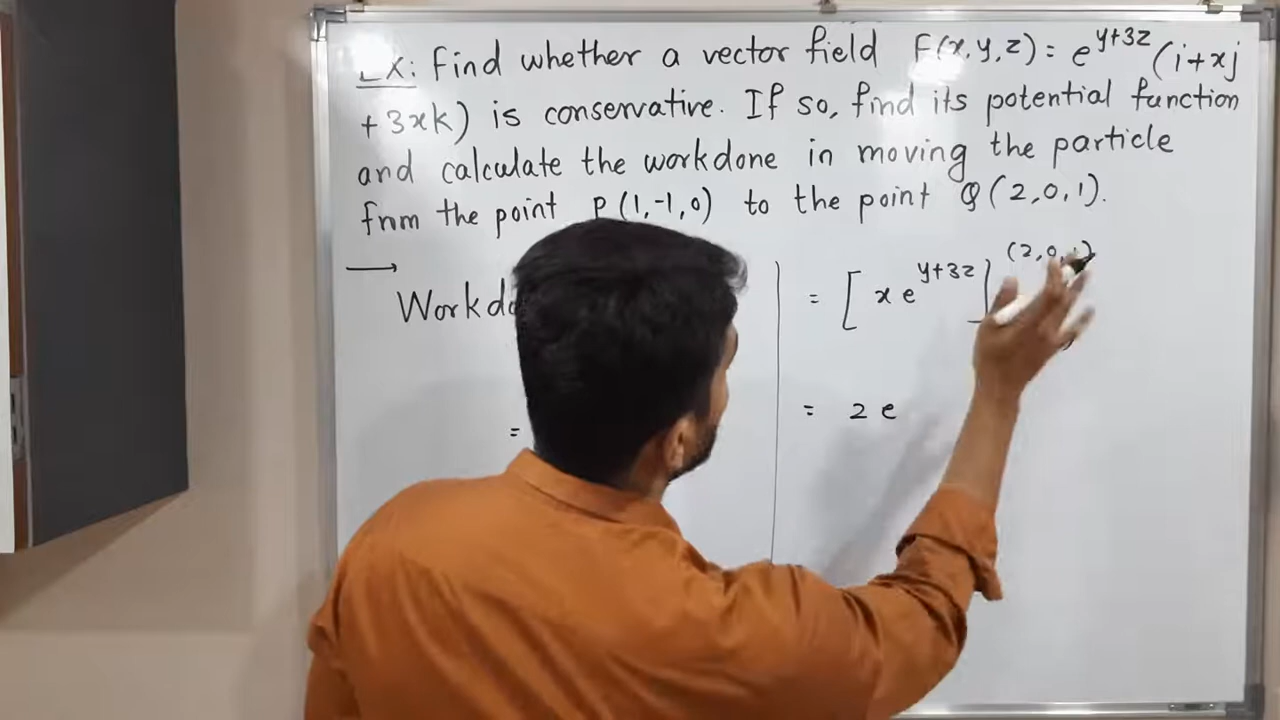 Ex: Find whether a vector field F(x,y,z) = e^{y+3z} (i+xj
+3xk) is conservative. If so, find its potential function
and calculate the workdone in moving the particle
from the point P(1,-1,0) to the point Q(2,0,1).
→
=
= [x e^{y+3z}]
= 2e